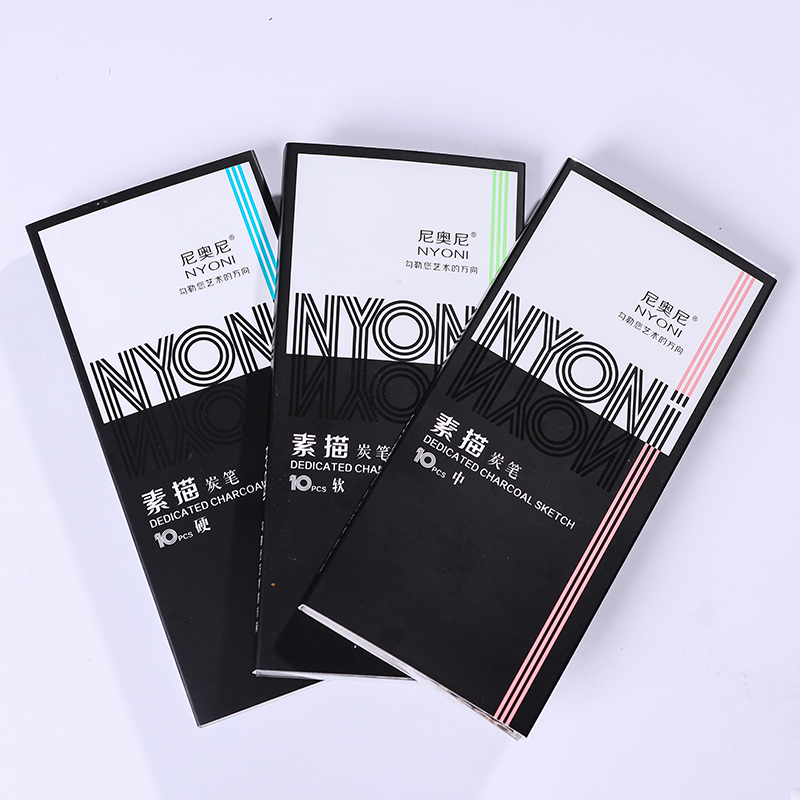 尼奥尼®
NYONI
勾勒您艺术的方向
NYONi
素描 炭笔
DEDICATED CHARCOAL
10PCS 硬
尼奥尼®
NYONI
勾勒您艺术的方向
NYONi
素描 炭笔
DEDICATED CHAR
10PCS 软
尼奥尼®
NYONI
勾勒您艺术的方向
NYONi
素描 炭笔
DEDICATED CHARCOAL SKETCH
10PCS 中